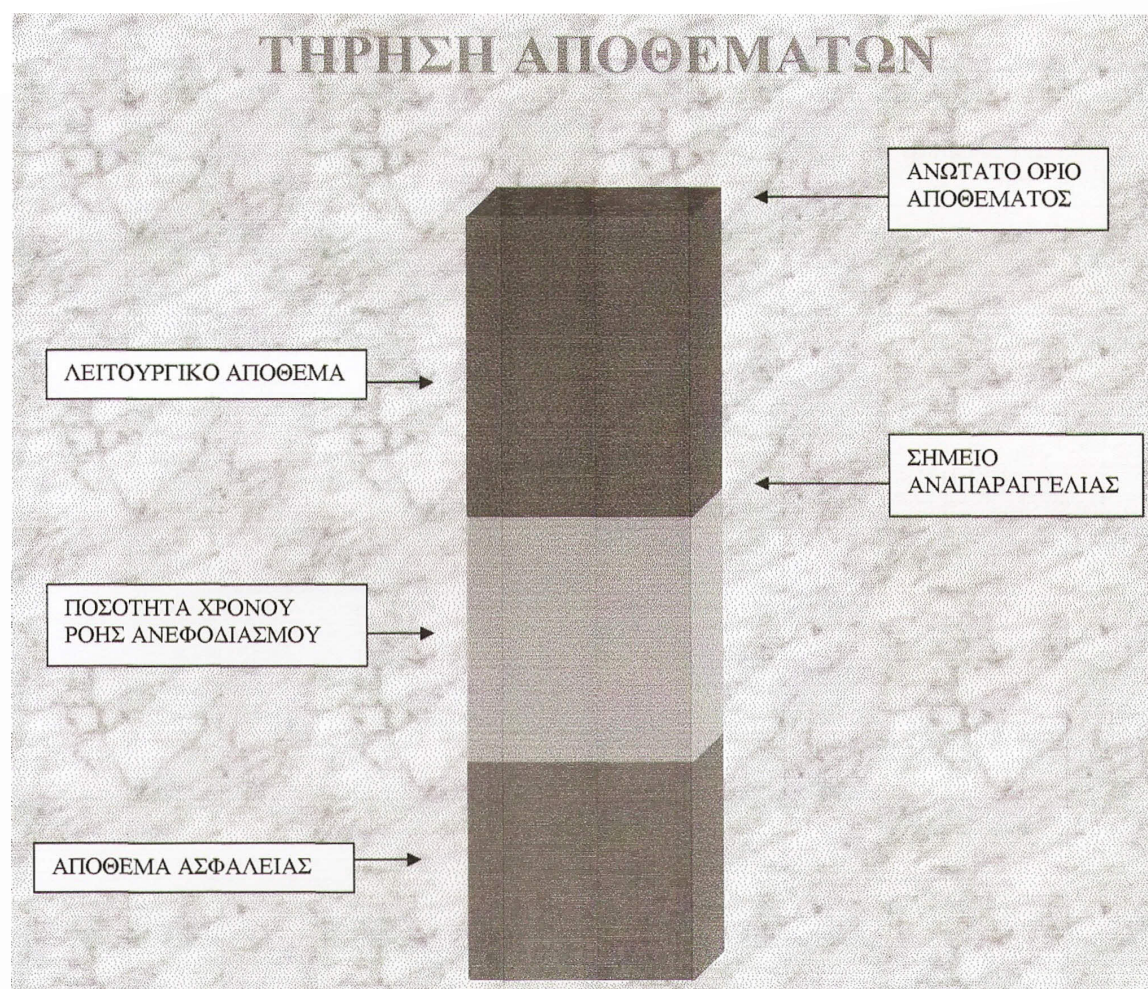 ΤΗΡΗΣΗ ΑΠΟΘΕΜΑΤΩΝ
ΑΝΩΤΑΤΟ ΟΡΙΟ
ΑΠΟΘΕΜΑΤΟΣ
ΛΕΙΤΟΥΡΓΙΚΟ ΑΠΟΘΕΜΑ
ΣΗΜΕΙΟ
ΑΝΑΠΑΡΑΓΓΕΛΙΑΣ
ΠΟΣΟΤΗΤΑ ΧΡΟΝΟΥ
ΡΟΗΣ ΑΝΕΦΟΔΙΑΣΜΟΥ
ΑΠΟΘΕΜΑ ΑΣΦΑΛΕΙΑΣ